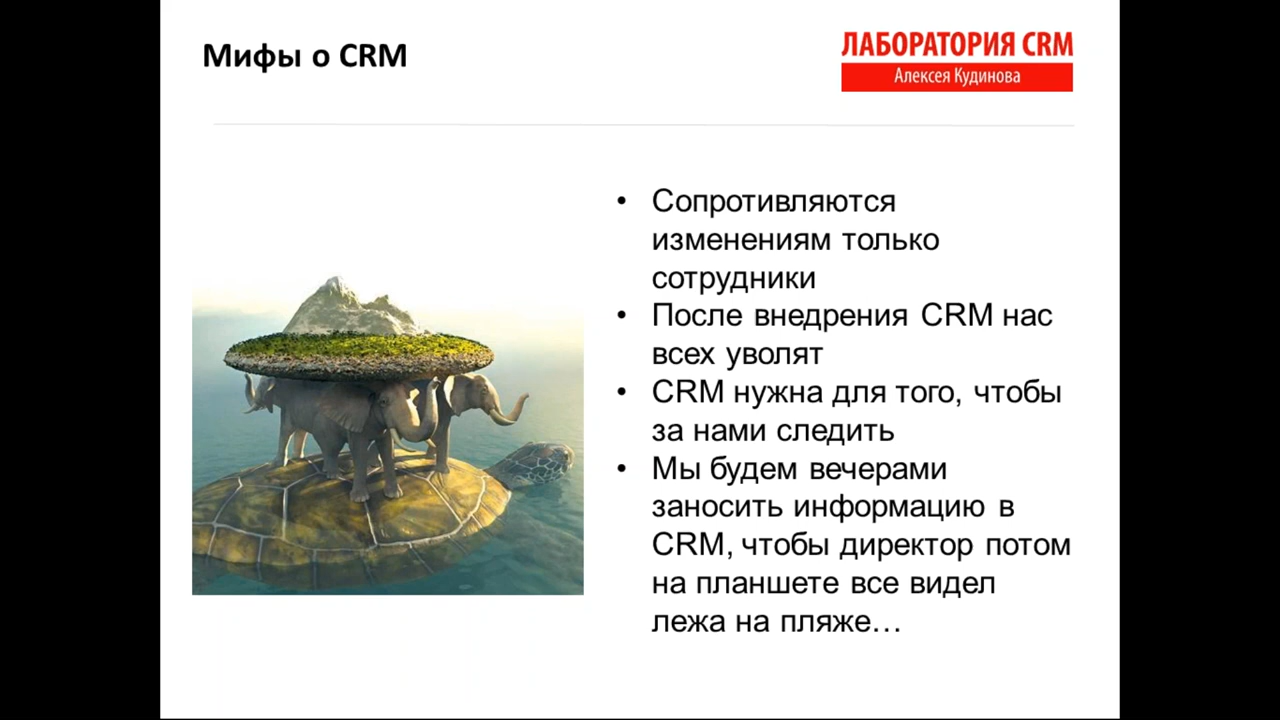 Мифы о CRM
ЛАБОРАТОРИЯ CRM
Алексея Кудинова
• Сопротивляются
изменениям только
сотрудники
• После внедрения CRM нас
всех уволят
• CRM нужна для того, чтобы
за нами следить
• Мы будем вечерами
заносить информацию в
CRM, чтобы директор потом
на планшете все видел
лежа на пляже…